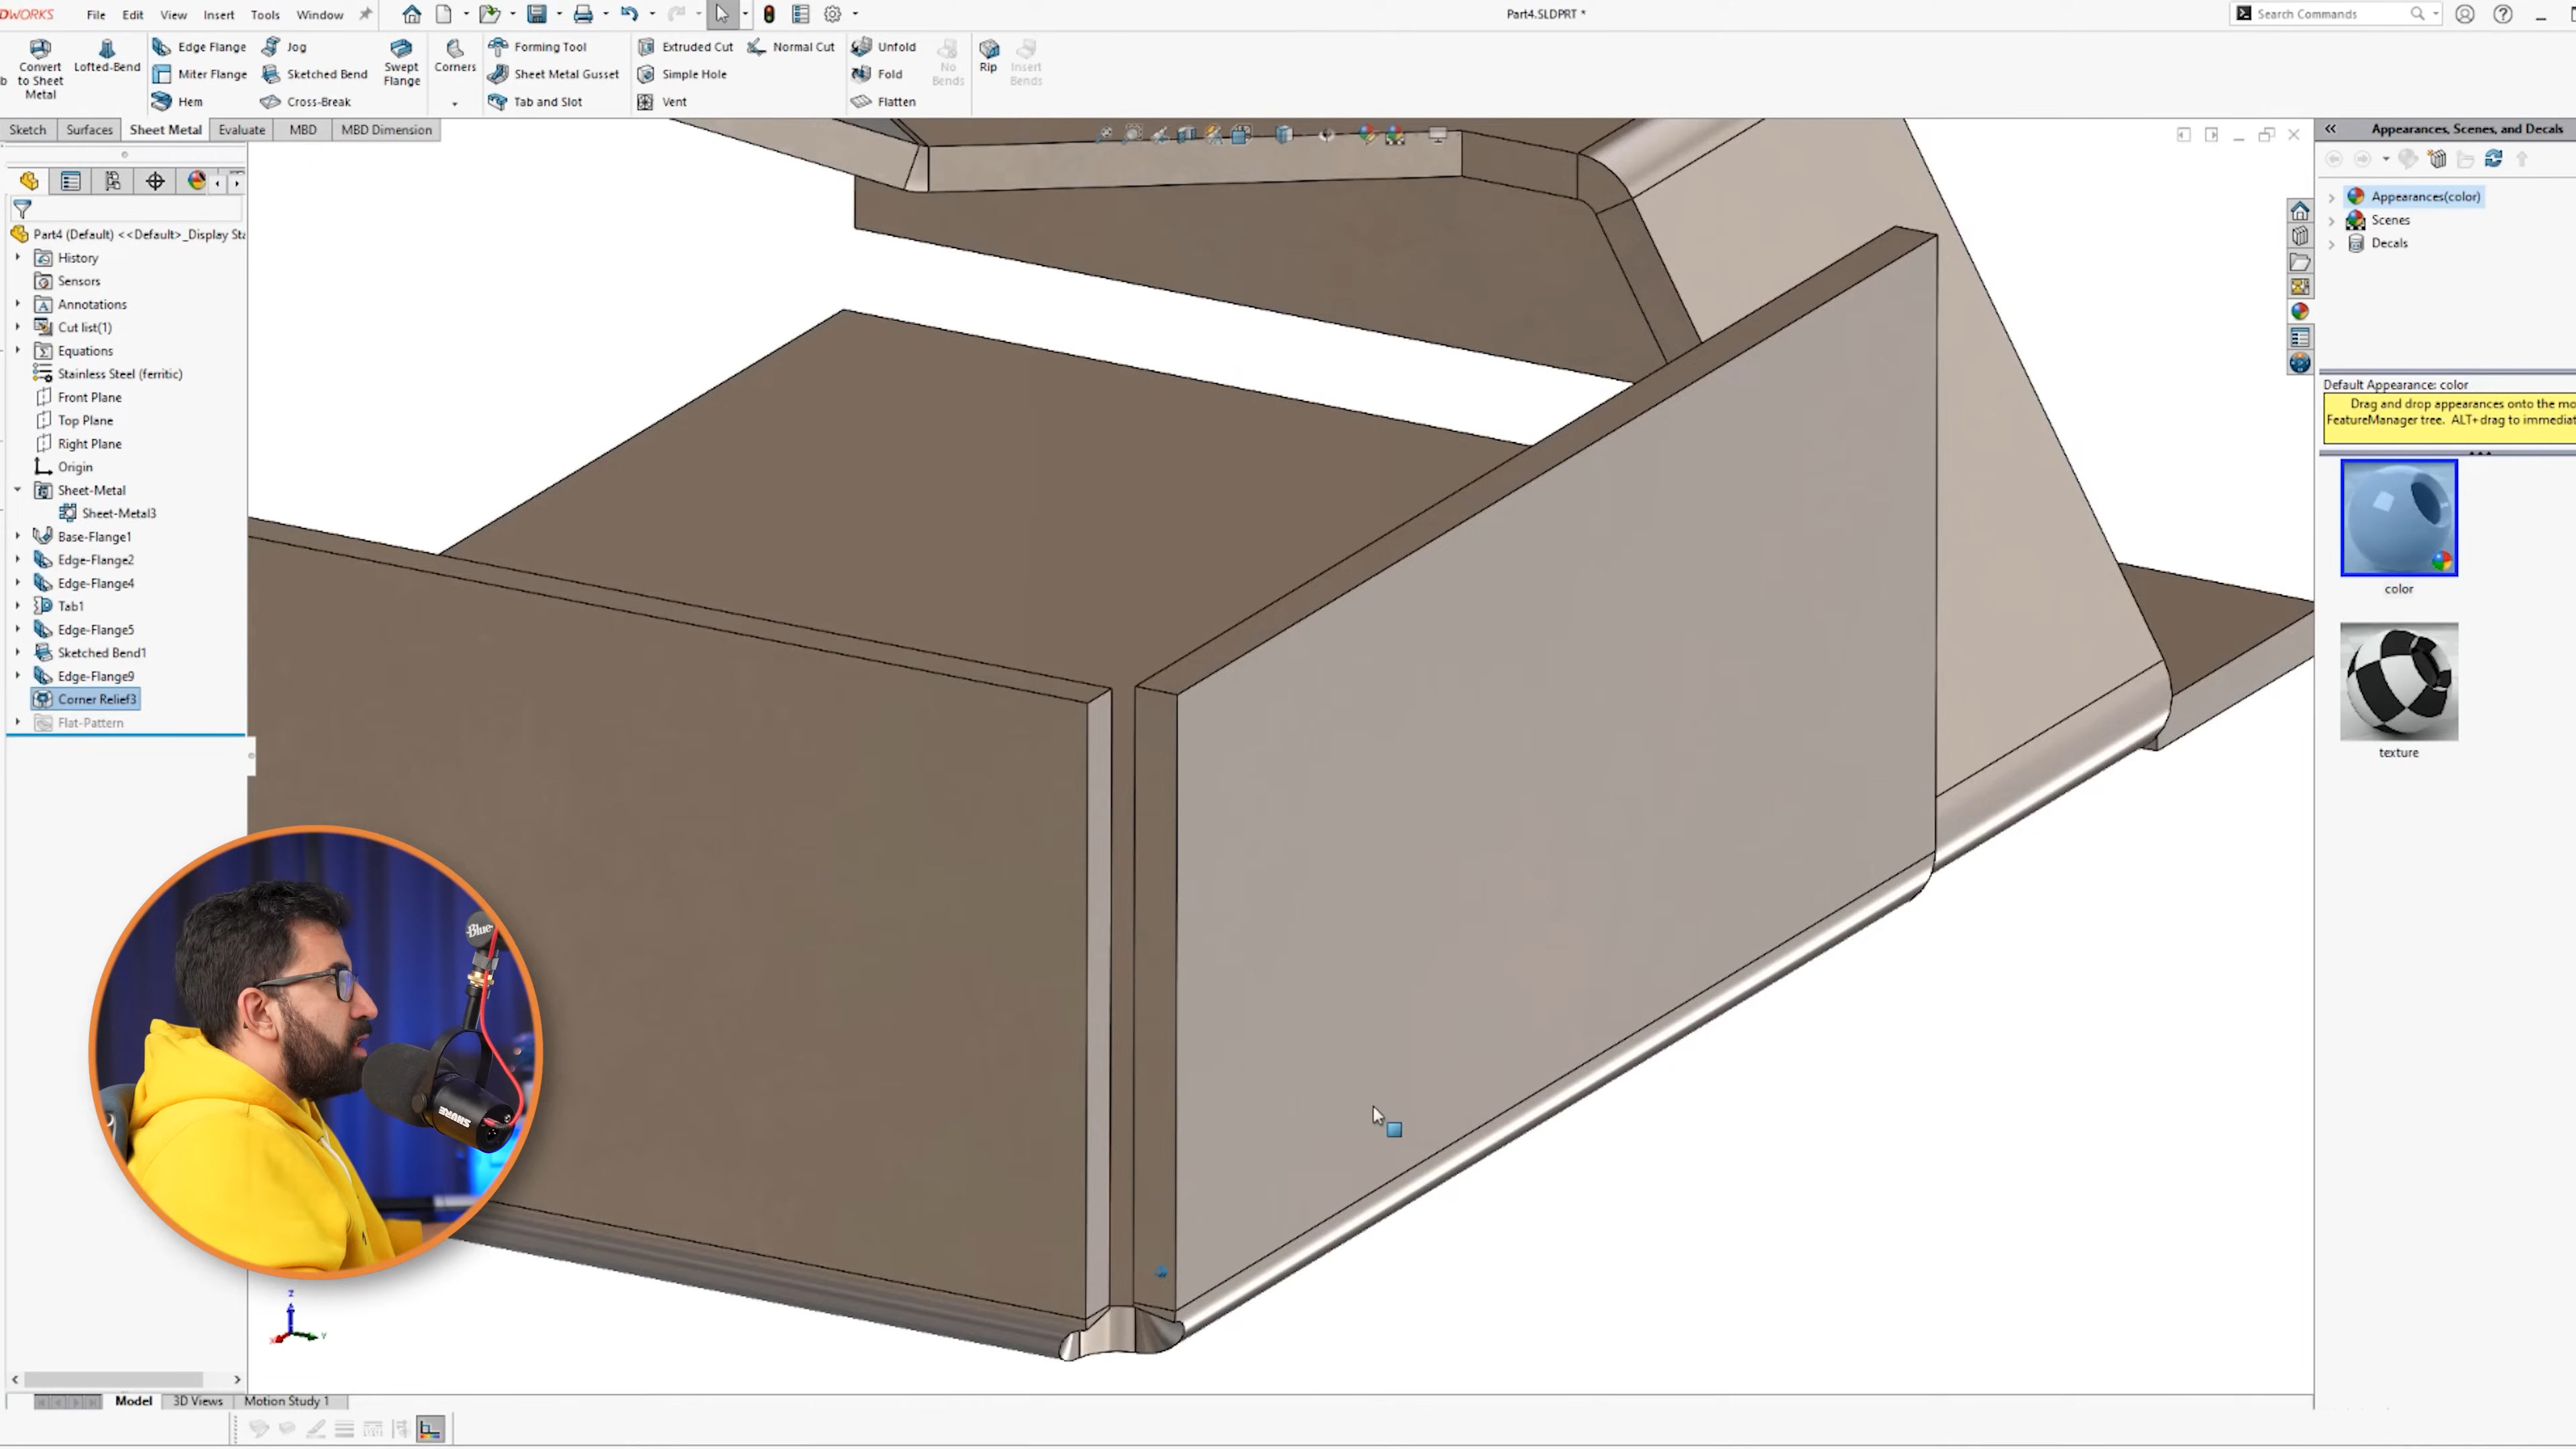 DWORKS File Edit View Insert Tools Window Part4.SLDPRT * Search Commands
Convert to Sheet Metal
Lofted-Bend
Edge Flange
Miter Flange
Hem
Jog
Sketched Bend
Cross-Break
Swept Flange
Corners
Forming Tool
Sheet Metal Gusset
Tab and Slot
Extruded Cut
Simple Hole
Vent
Normal Cut
Unfold
Fold
Flatten
No Bends
Rip
Insert Bends
Sketch Surfaces Sheet Metal Evaluate MBD MBD Dimension
Part4 (Default) <<Default>_Display Sta
History
Sensors
Annotations
Cut list(1)
Equations
Stainless Steel (ferritic)
Front Plane
Top Plane
Right Plane
Origin
Sheet-Metal
Sheet-Metal3
Base-Flange1
Edge-Flange2
Edge-Flange4
Tab1
Edge-Flange5
Sketched Bend1
Edge-Flange9
Corner Relief3
Flat-Pattern
Appearances, Scenes, and Decals
Appearances(color)
Scenes
Decals
Default Appearance: color
Drag and drop appearances onto the mo
FeatureManager tree. ALT+drag to immediat
color
texture
Blue
SHURE
Z
Y
Model 3D Views Motion Study 1